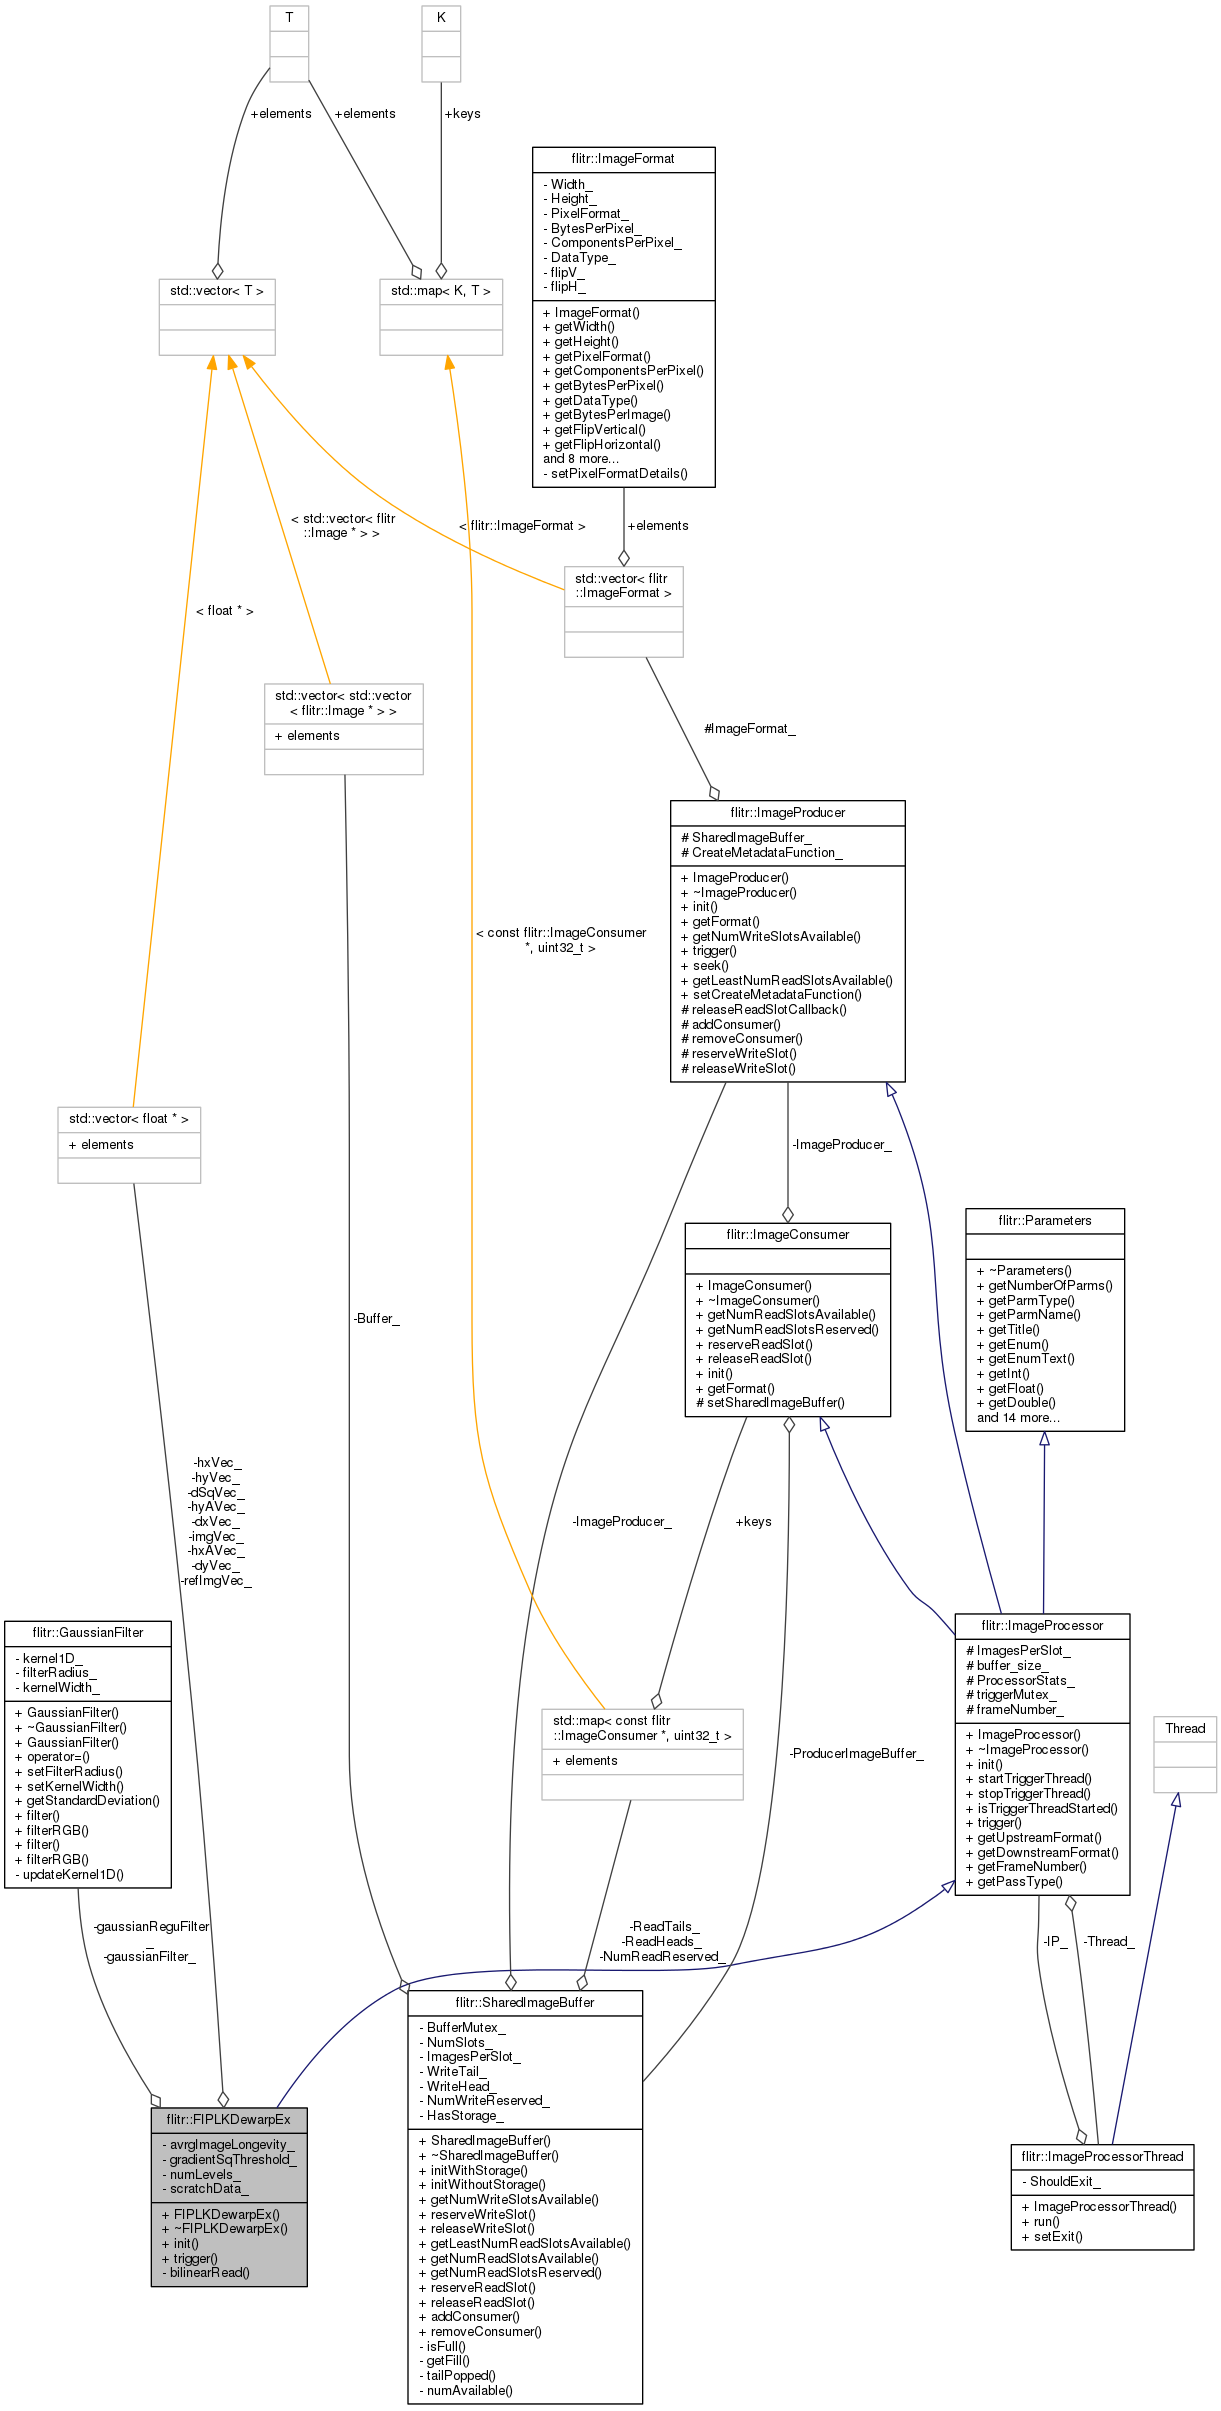 T
K
+elements
+elements
+keys
flitr::ImageFormat
- Width_
- Height_
- PixelFormat_
- BytesPerPixel_
- ComponentsPerPixel_
- DataType_
- flipV_
- flipH_
+ ImageFormat()
+ getWidth()
+ getHeight()
+ getPixelFormat()
+ getComponentsPerPixel()
+ getBytesPerPixel()
+ getDataType()
+ getBytesPerImage()
+ getFlipVertical()
+ getFlipHorizontal()
and 8 more...
- setPixelFormatDetails()
std::vector< T >
std::map< K, T >
< std::vector< flitr
::Image * > >
< flitr::ImageFormat >
+elements
std::vector< flitr
::ImageFormat >
< float * >
std::vector< std::vector
< flitr::Image * > >
+ elements
#ImageFormat_
flitr::ImageProducer
# SharedImageBuffer_
# CreateMetadataFunction_
+ ImageProducer()
+ ~ImageProducer()
+ init()
+ getFormat()
+ getNumWriteSlotsAvailable()
+ trigger()
+ seek()
+ getLeastNumReadSlotsAvailable()
+ setCreateMetadataFunction()
# releaseReadSlotCallback()
# addConsumer()
# removeConsumer()
# reserveWriteSlot()
# releaseWriteSlot()
< const flitr::ImageConsumer
*, uint32_t >
std::vector< float * >
+ elements
-ImageProducer_
flitr::ImageConsumer
+ ImageConsumer()
+ ~ImageConsumer()
+ getNumReadSlotsAvailable()
+ getNumReadSlotsReserved()
+ reserveReadSlot()
+ releaseReadSlot()
+ init()
+ getFormat()
# setSharedImageBuffer()
flitr::Parameters
+ ~Parameters()
+ getNumberOfParms()
+ getParmType()
+ getParmName()
+ getTitle()
+ getEnum()
+ getEnumText()
+ getInt()
+ getFloat()
+ getDouble()
and 14 more...
-Buffer_
-hxVec_
-hyVec_
-dSqVec_
-hyAVec_
-dxVec_
-imgVec_
-hxAVec_
-dyVec_
-refImgVec_
-ImageProducer_
+keys
flitr::GaussianFilter
- kernel1D_
- filterRadius_
- kernelWidth_
+ GaussianFilter()
+ ~GaussianFilter()
+ GaussianFilter()
+ operator=()
+ setFilterRadius()
+ setKernelWidth()
+ getStandardDeviation()
+ filter()
+ filterRGB()
+ filter()
+ filterRGB()
- updateKernel1D()
std::map< const flitr
::ImageConsumer *, uint32_t >
+ elements
-ProducerImageBuffer_
flitr::ImageProcessor
# ImagesPerSlot_
# buffer_size_
# ProcessorStats_
# triggerMutex_
# frameNumber_
+ ImageProcessor()
+ ~ImageProcessor()
+ init()
+ startTriggerThread()
+ stopTriggerThread()
+ isTriggerThreadStarted()
+ trigger()
+ getUpstreamFormat()
+ getDownstreamFormat()
+ getFrameNumber()
+ getPassType()
Thread
-gaussianReguFilter
_
-gaussianFilter_
-ReadTails_
-ReadHeads_
-NumReadReserved_
-IP_
-Thread_
flitr::FIPLKDewarpEx
- avrgImageLongevity_
- gradientSqThreshold_
- numLevels_
- scratchData_
+ FIPLKDewarpEx()
+ ~FIPLKDewarpEx()
+ init()
+ trigger()
- bilinearRead()
flitr::SharedImageBuffer
- BufferMutex_
- NumSlots_
- ImagesPerSlot_
- WriteTail_
- WriteHead_
- NumWriteReserved_
- HasStorage_
+ SharedImageBuffer()
+ ~SharedImageBuffer()
+ initWithStorage()
+ initWithoutStorage()
+ getNumWriteSlotsAvailable()
+ reserveWriteSlot()
+ releaseWriteSlot()
+ getLeastNumReadSlotsAvailable()
+ getNumReadSlotsAvailable()
+ getNumReadSlotsReserved()
+ reserveReadSlot()
+ releaseReadSlot()
+ addConsumer()
+ removeConsumer()
- isFull()
- getFill()
- tailPopped()
- numAvailable()
flitr::ImageProcessorThread
- ShouldExit_
+ ImageProcessorThread()
+ run()
+ setExit()